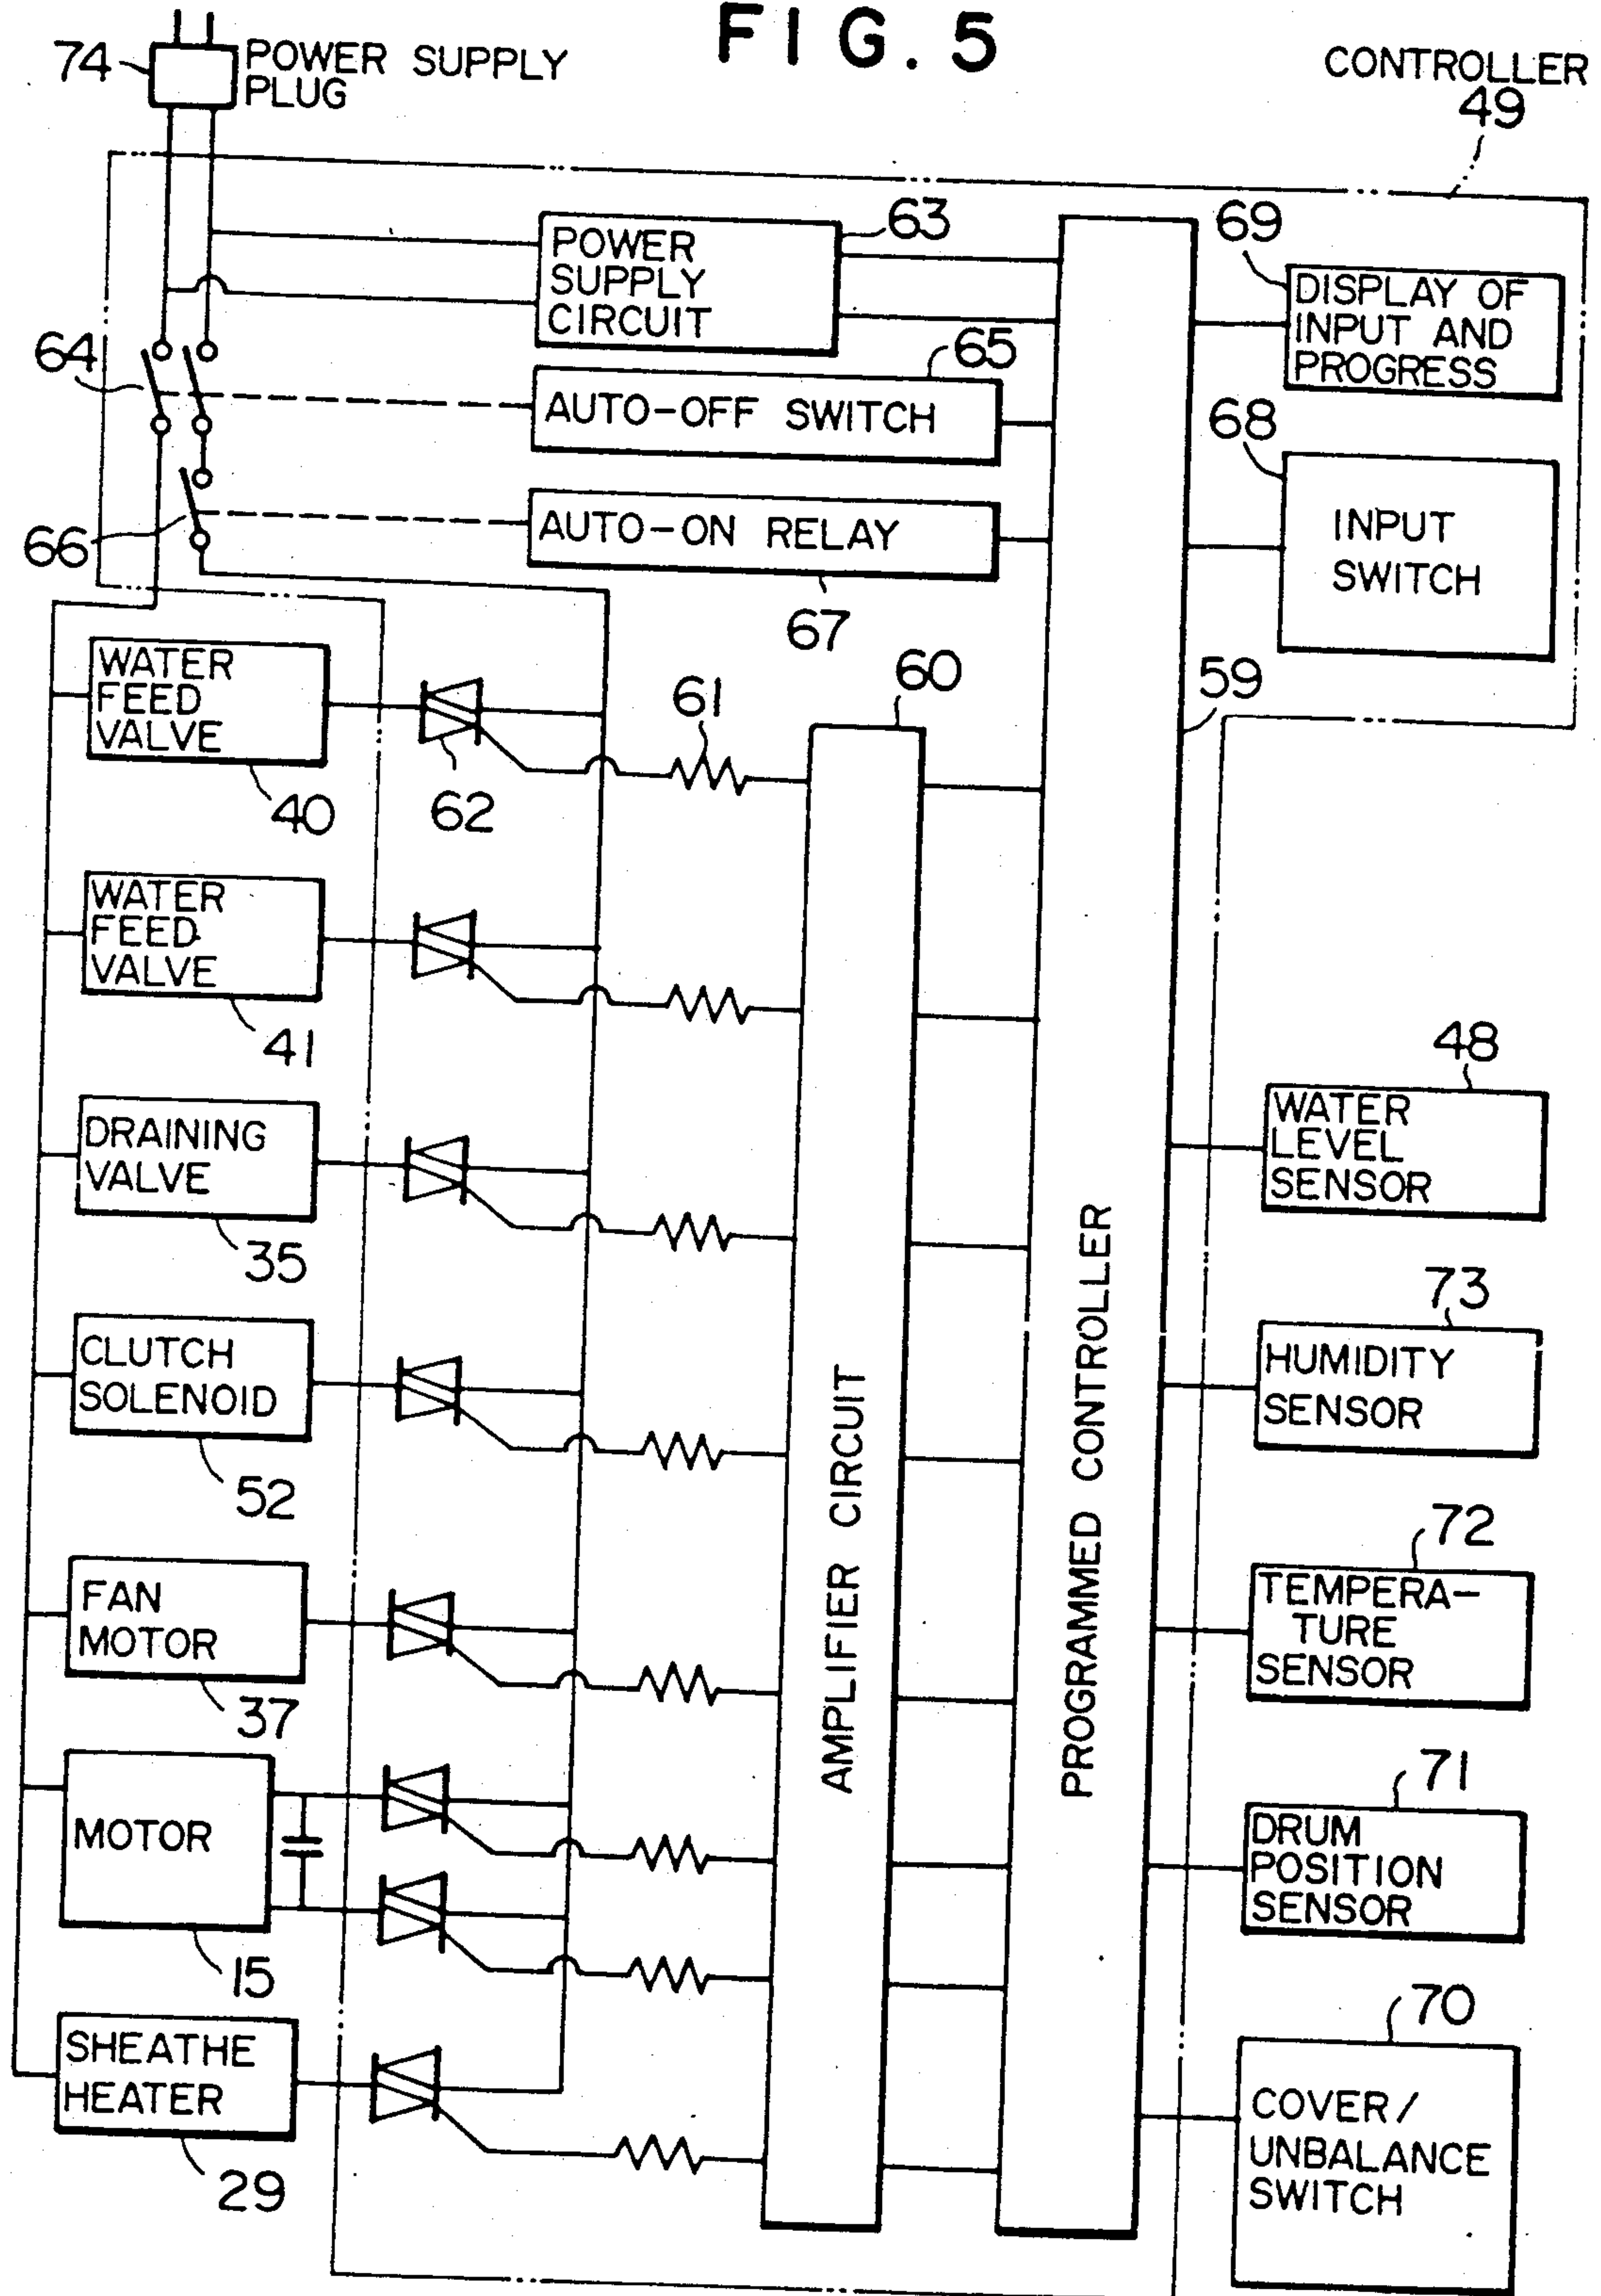 FIG. 5
74
POWER SUPPLY
PLUG
CONTROLLER
49
63
POWER
SUPPLY
CIRCUIT
69
DISPLAY OF
INPUT AND
PROGRESS
64
65
AUTO-OFF SWITCH
68
INPUT
SWITCH
66
AUTO-ON RELAY
67
WATER
FEED
VALVE
40
62
61
60
59
WATER
FEED
VALVE
41
48
WATER
LEVEL
SENSOR
DRAINING
VALVE
35
73
HUMIDITY
SENSOR
CLUTCH
SOLENOID
52
AMPLIFIER CIRCUIT
PROGRAMMED CONTROLLER
72
TEMPERA-
TURE
SENSOR
FAN
MOTOR
37
71
DRUM
POSITION
SENSOR
MOTOR
15
70
COVER/
UNBALANCE
SWITCH
SHEATHE
HEATER
29